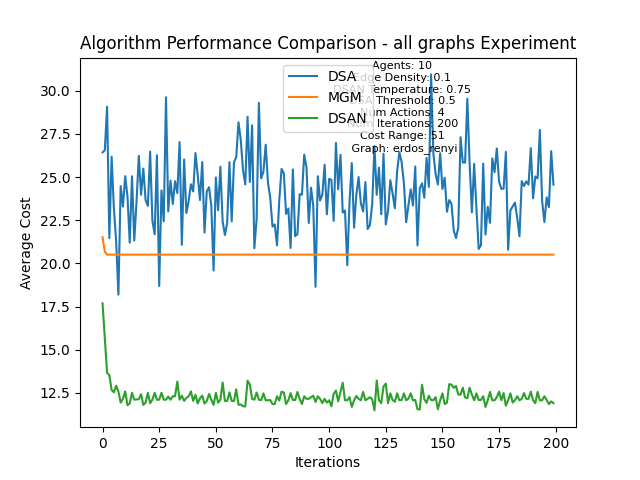 Algorithm Performance Comparison - all graphs Experiment
Agents: 10
Edge Density: 0.1
DSAN Temperature: 0.75
DSA Threshold: 0.5
Num Actions: 4
Num Iterations: 200
Cost Range: 51
Graph: erdos_renyi
DSA
MGM
DSAN
Average Cost
30.0
27.5
25.0
22.5
20.0
17.5
15.0
12.5
0 25 50 75 100 125 150 175 200
Iterations